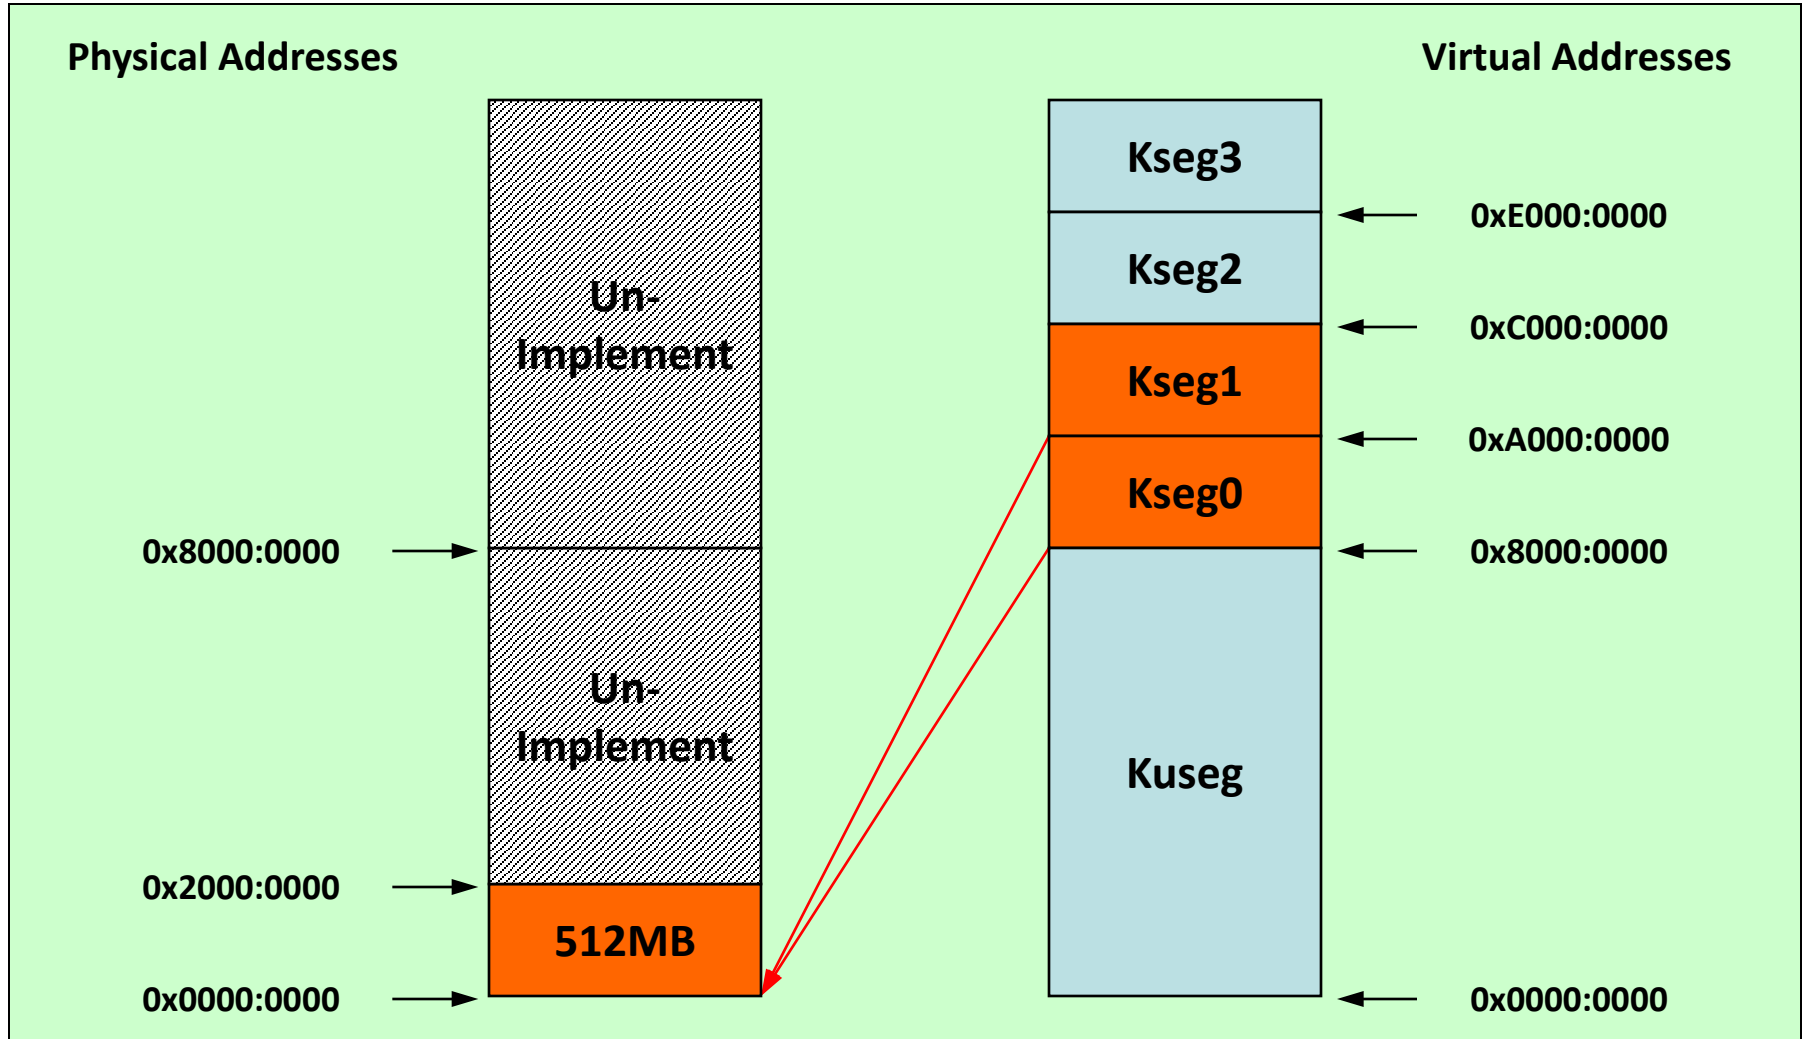 Physical Addresses
Virtual Addresses
Un-
Implement
0x8000:0000
Un-
Implement
0x2000:0000
512MB
0x0000:0000
Kseg3
0xE000:0000
Kseg2
0xC000:0000
Kseg1
0xA000:0000
Kseg0
0x8000:0000
Kuseg
0x0000:0000